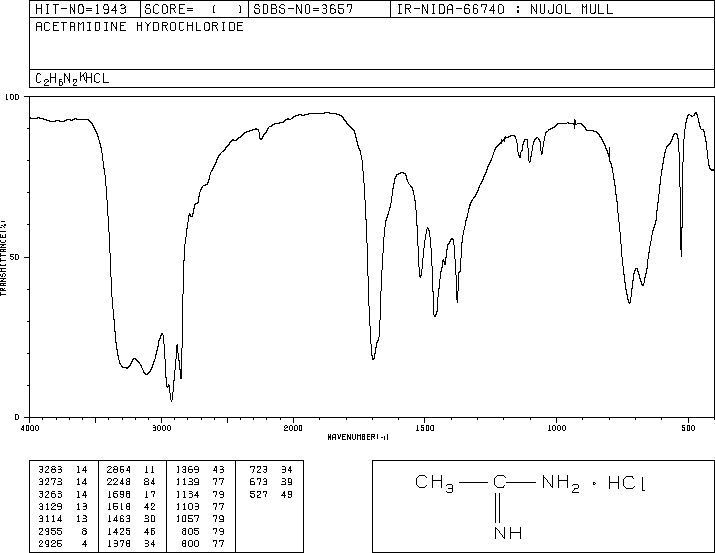 HIT-NO=1943 SCORE= ( ) SDBS-NO=3657 IR-NIDA-66740 : NUJOL MULL
ACETAMIDINE HYDROCHLORIDE
C2H6N2·HCL
100
TRANSMITTANCE(%)
50
0
4000 3000 2000 1500 1000 500
WAVENUMBER(-1)
3283 14 2854 11 1369 43 723 34
3273 14 2248 84 1139 77 673 39
3263 14 1698 17 1134 79 527 49
3129 13 1518 42 1103 77
3114 13 1463 30 1057 79
2955 8 1425 46 805 79
2925 4 1378 34 800 77
CH3 — C — NH2 · HCl
NH